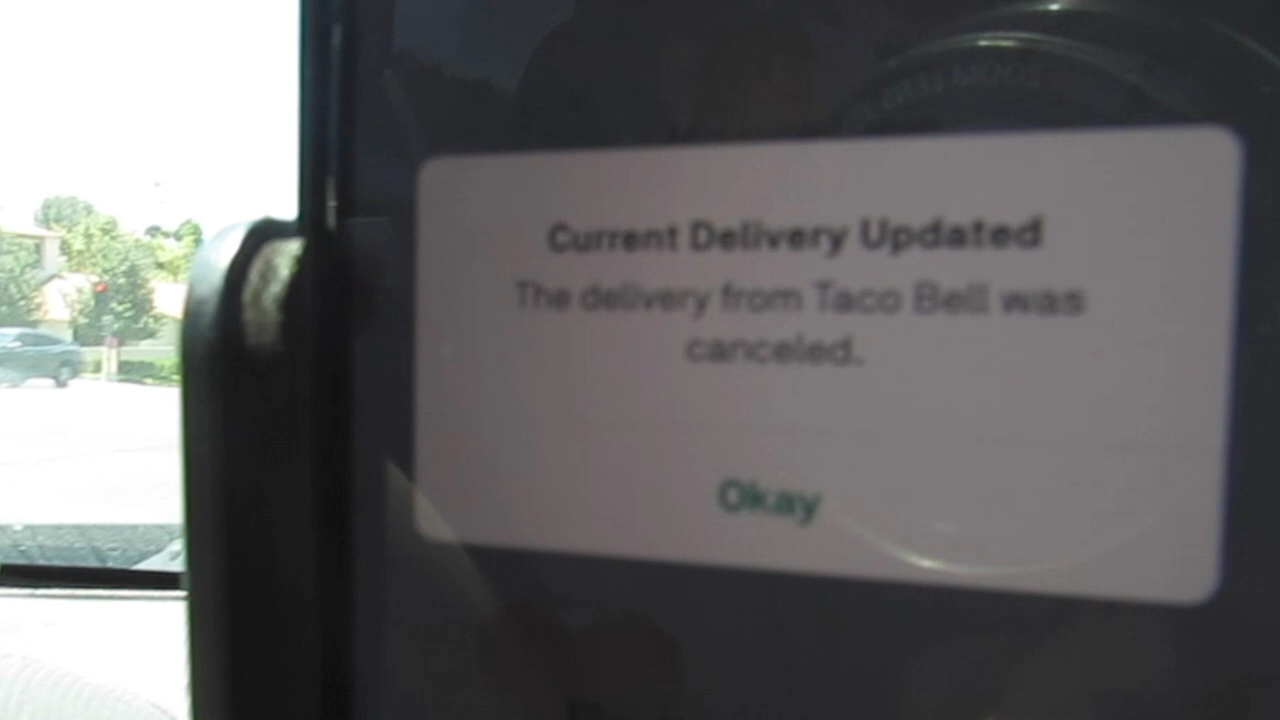 Current Delivery Updated
The delivery from Taco Bell was
canceled.
Okay